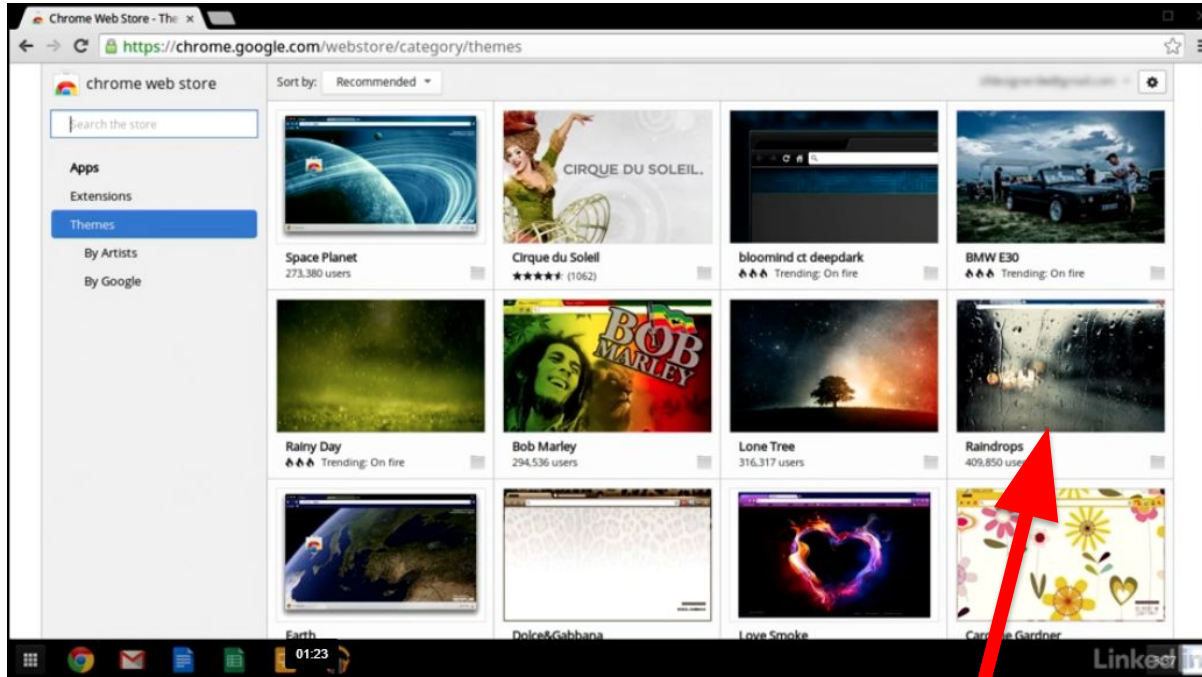 Chrome Web Store - The
https://chrome.google.com/webstore/category/themes
chrome web store
Sort by: Recommended
Search the store
Apps
Extensions
Themes
By Artists
By Google
CIRQUE DU SOLEIL.
Space Planet
273,380 users
Cirque du Soleil
(1062)
bloomind ct deepdark
Trending: On fire
BMW E30
Trending: On fire
BOB
MARLEY
Rainy Day
Trending: On fire
Bob Marley
294,536 users
Lone Tree
316,317 users
Raindrops
409,850 users
Earth
Dolce&Gabbana
Love Smoke
Caroline Gardner
01:23
LinkedIn